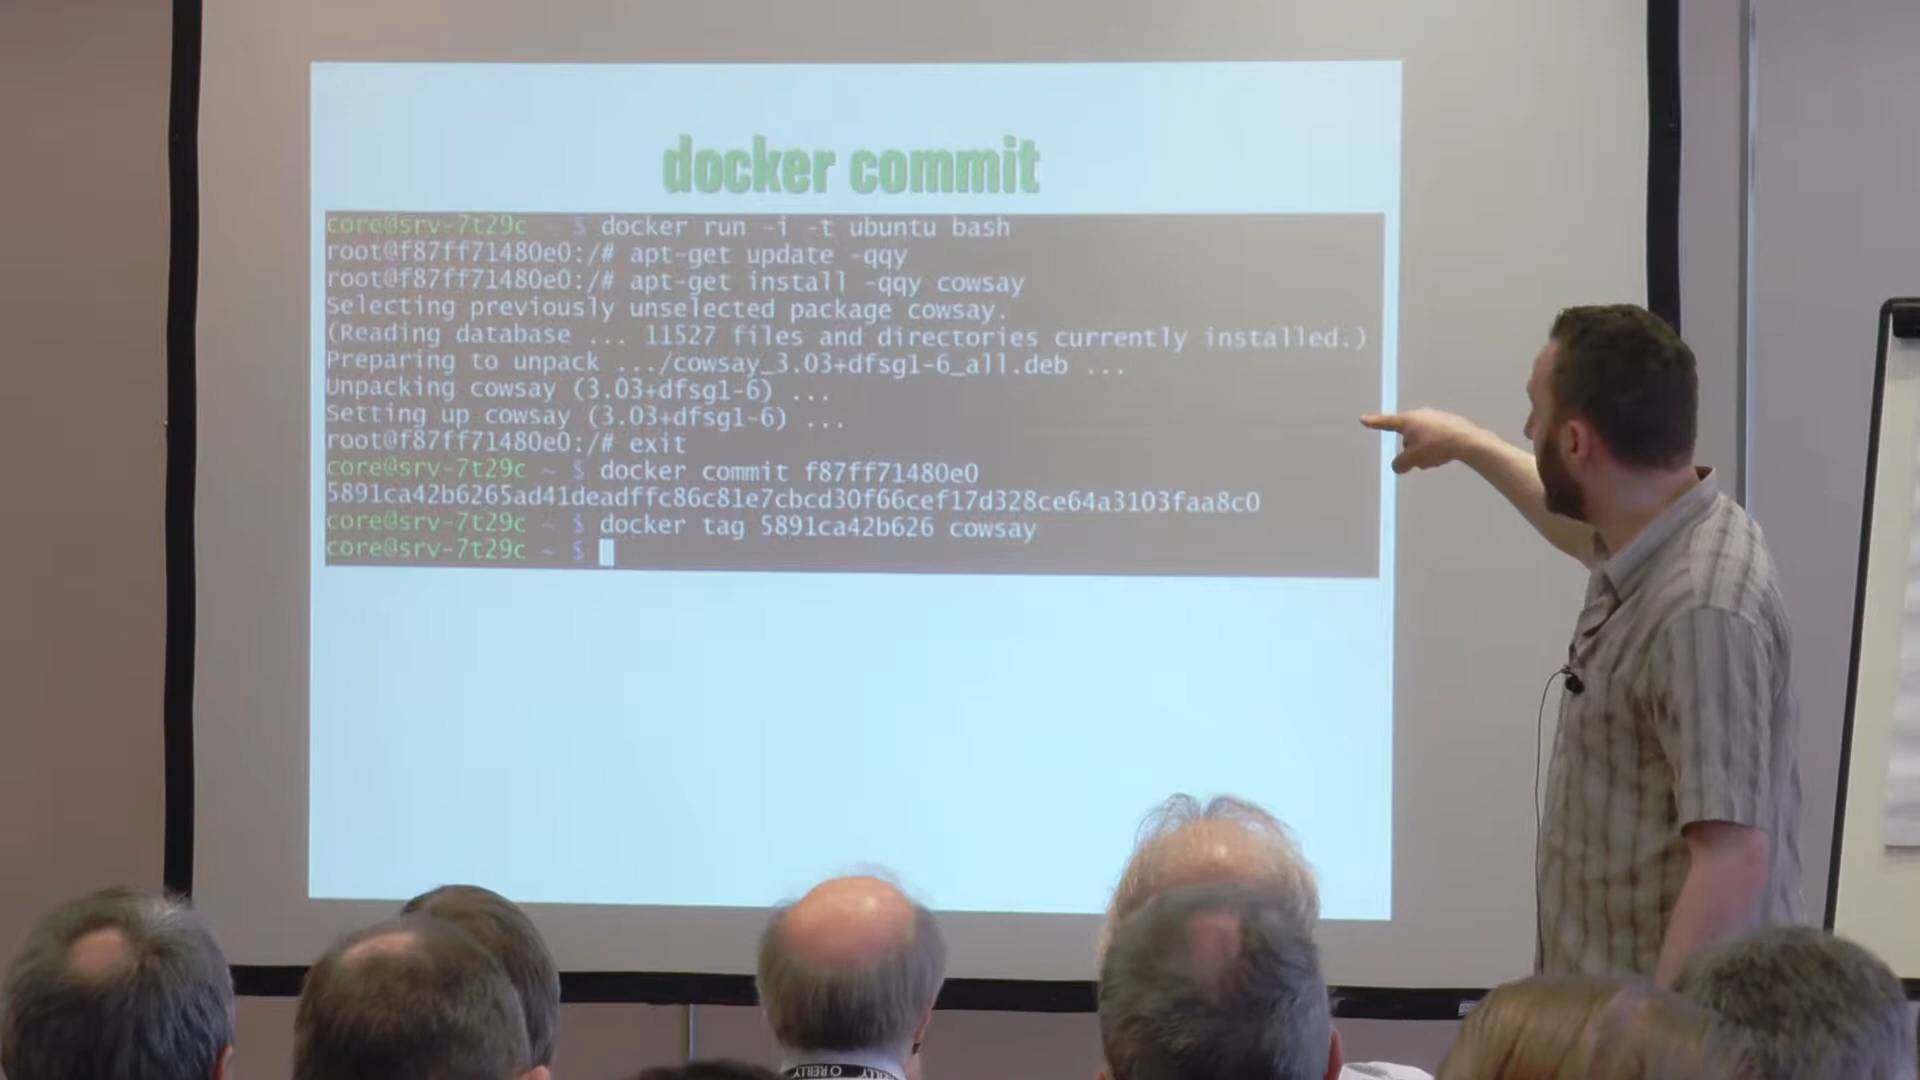 docker commit
core@srv-7t29c ~ $ docker run -i -t ubuntu bash
root@f87ff71480e0:/# apt-get update -qqy
root@f87ff71480e0:/# apt-get install -qqy cowsay
Selecting previously unselected package cowsay.
(Reading database ... 11527 files and directories currently installed.)
Preparing to unpack .../cowsay_3.03+dfsg1-6_all.deb ...
Unpacking cowsay (3.03+dfsg1-6) ...
Setting up cowsay (3.03+dfsg1-6) ...
root@f87ff71480e0:/# exit
core@srv-7t29c ~ $ docker commit f87ff71480e0
5891ca42b6265ad41deadffc86c81e7cbcd30f66cef17d328ce64a3103faa8c0
core@srv-7t29c ~ $ docker tag 5891ca42b626 cowsay
core@srv-7t29c ~ $
O'REILLY